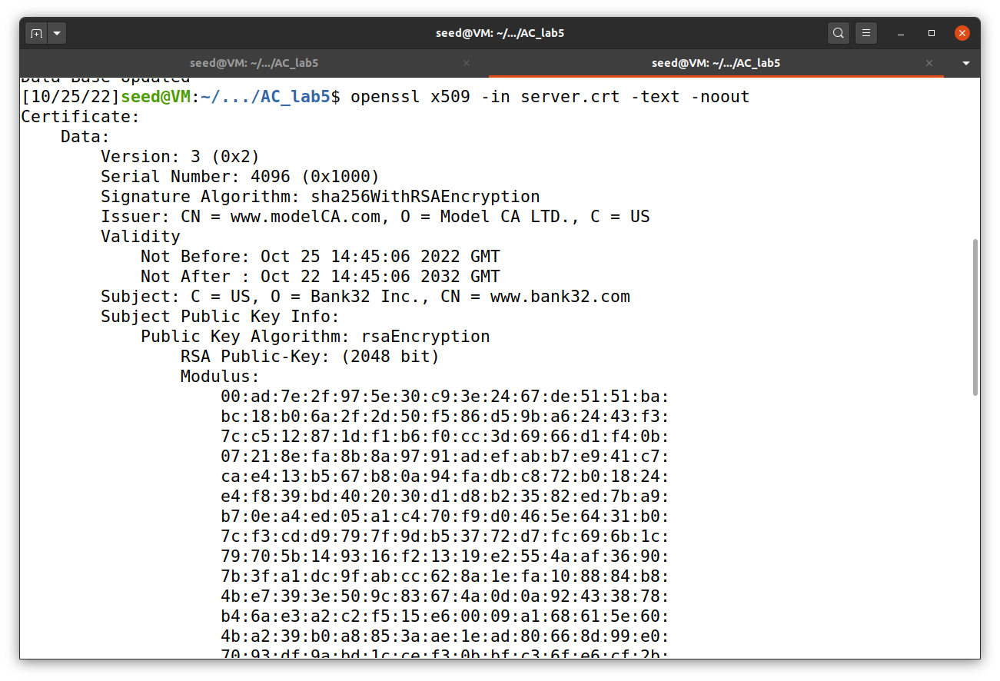 seed@VM: ~/.../AC_lab5
seed@VM: ~/.../AC_lab5
seed@VM: ~/.../AC_lab5
Data Base Updated
[10/25/22]seed@VM:~/.../AC_lab5$ openssl x509 -in server.crt -text -noout
Certificate:
    Data:
        Version: 3 (0x2)
        Serial Number: 4096 (0x1000)
        Signature Algorithm: sha256WithRSAEncryption
        Issuer: CN = www.modelCA.com, O = Model CA LTD., C = US
        Validity
            Not Before: Oct 25 14:45:06 2022 GMT
            Not After : Oct 22 14:45:06 2032 GMT
        Subject: C = US, O = Bank32 Inc., CN = www.bank32.com
        Subject Public Key Info:
            Public Key Algorithm: rsaEncryption
                RSA Public-Key: (2048 bit)
                Modulus:
                    00:ad:7e:2f:97:5e:30:c9:3e:24:67:de:51:51:ba:
                    bc:18:b0:6a:2f:2d:50:f5:86:d5:9b:a6:24:43:f3:
                    7c:c5:12:87:1d:f1:b6:f0:cc:3d:69:66:d1:f4:0b:
                    07:21:8e:fa:8b:8a:97:91:ad:ef:ab:b7:e9:41:c7:
                    ca:e4:13:b5:67:b8:0a:94:fa:db:c8:72:b0:18:24:
                    e4:f8:39:bd:40:20:30:d1:d8:b2:35:82:ed:7b:a9:
                    b7:0e:a4:ed:05:a1:c4:70:f9:d0:46:5e:64:31:b0:
                    7c:f3:cd:d9:79:7f:9d:b5:37:72:d7:fc:69:6b:1c:
                    79:70:5b:14:93:16:f2:13:19:e2:55:4a:af:36:90:
                    7b:3f:a1:dc:9f:ab:cc:62:8a:1e:fa:10:88:84:b8:
                    4b:e7:39:3e:50:9c:83:67:4a:0d:0a:92:43:38:78:
                    b4:6a:e3:a2:c2:f5:15:e6:00:09:a1:68:61:5e:60:
                    4b:a2:39:b0:a8:85:3a:ae:1e:ad:80:66:8d:99:e0:
                    70:93:df:9a:bd:1c:ce:f3:0b:bf:c3:6f:e6:cf:2b: